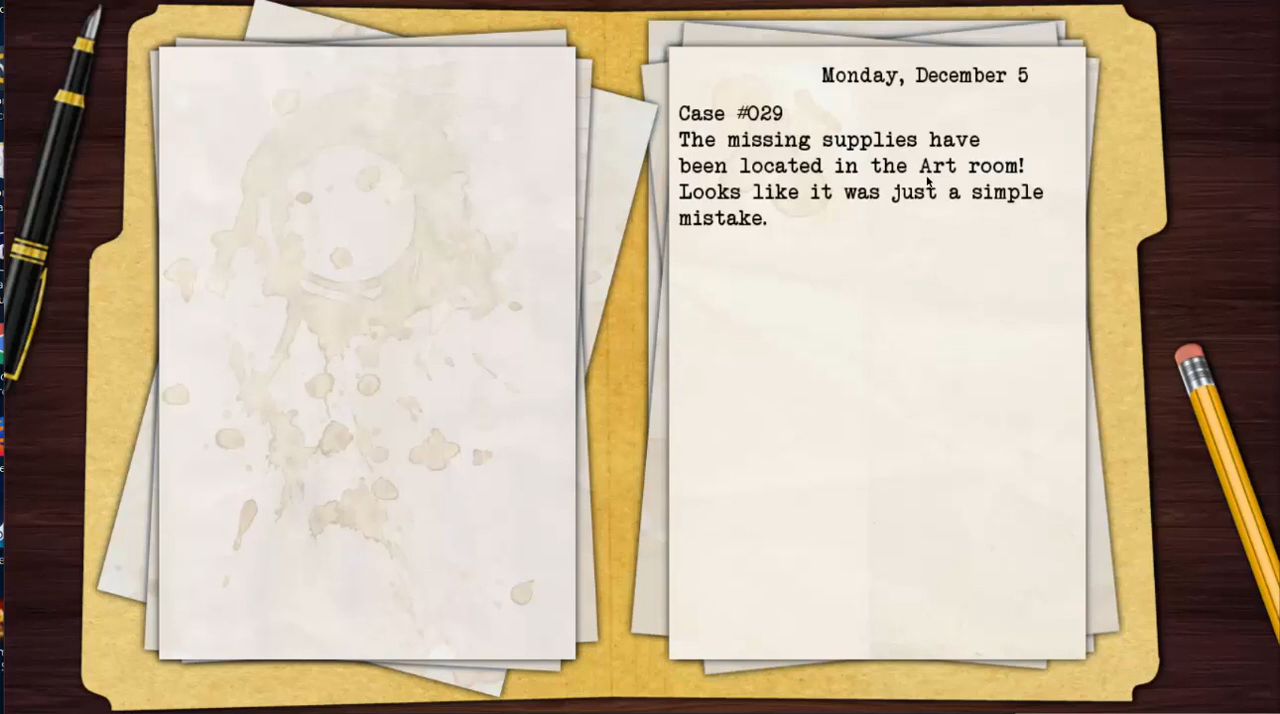 Monday, December 5
Case #029
The missing supplies have
been located in the Art room!
Looks like it was just a simple
mistake.